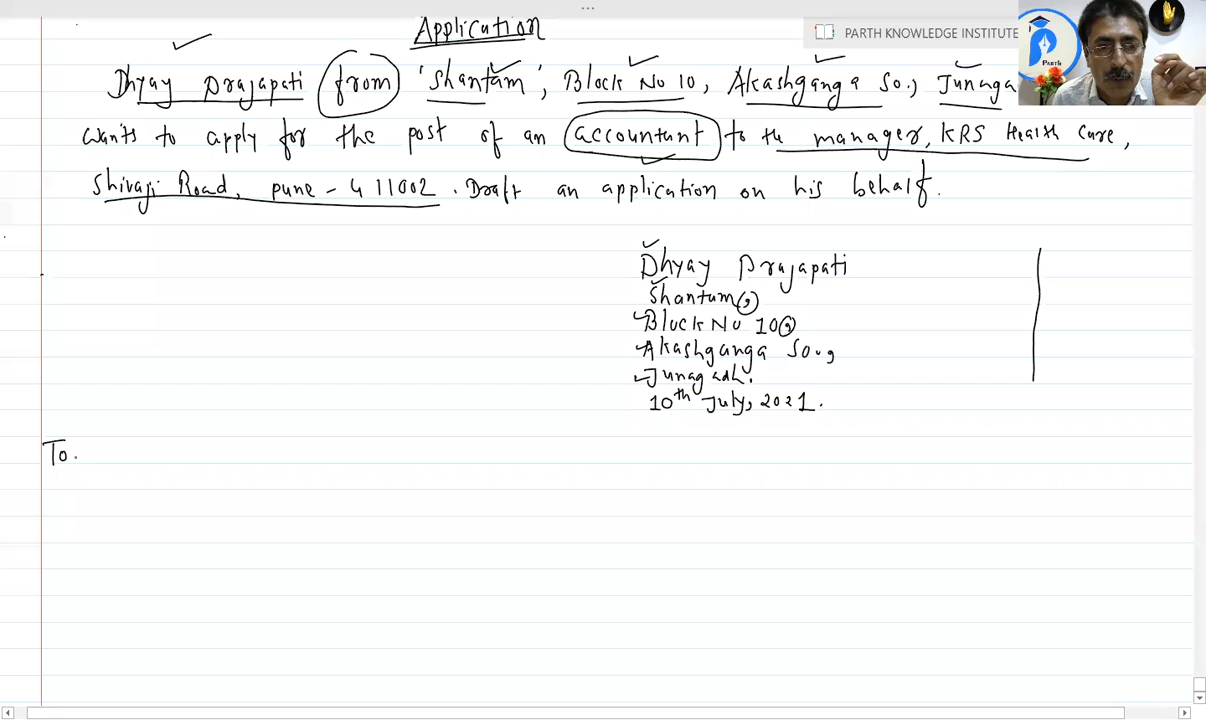 Application
PARTH KNOWLEDGE INSTITUTE
Parth
Dhyay Prajapati from 'Shantam', Block No 10, Akashganga So., Junaga
wants to apply for the post of an accountant to the manager, KRS Health Care,
Shivaji Road, pune - 411002. Draft an application on his behalf.
Dhyay Prajapati
Shantam,
Block No 10,
Akashganga So.,
Junagadh.
10th July, 2021.
To.